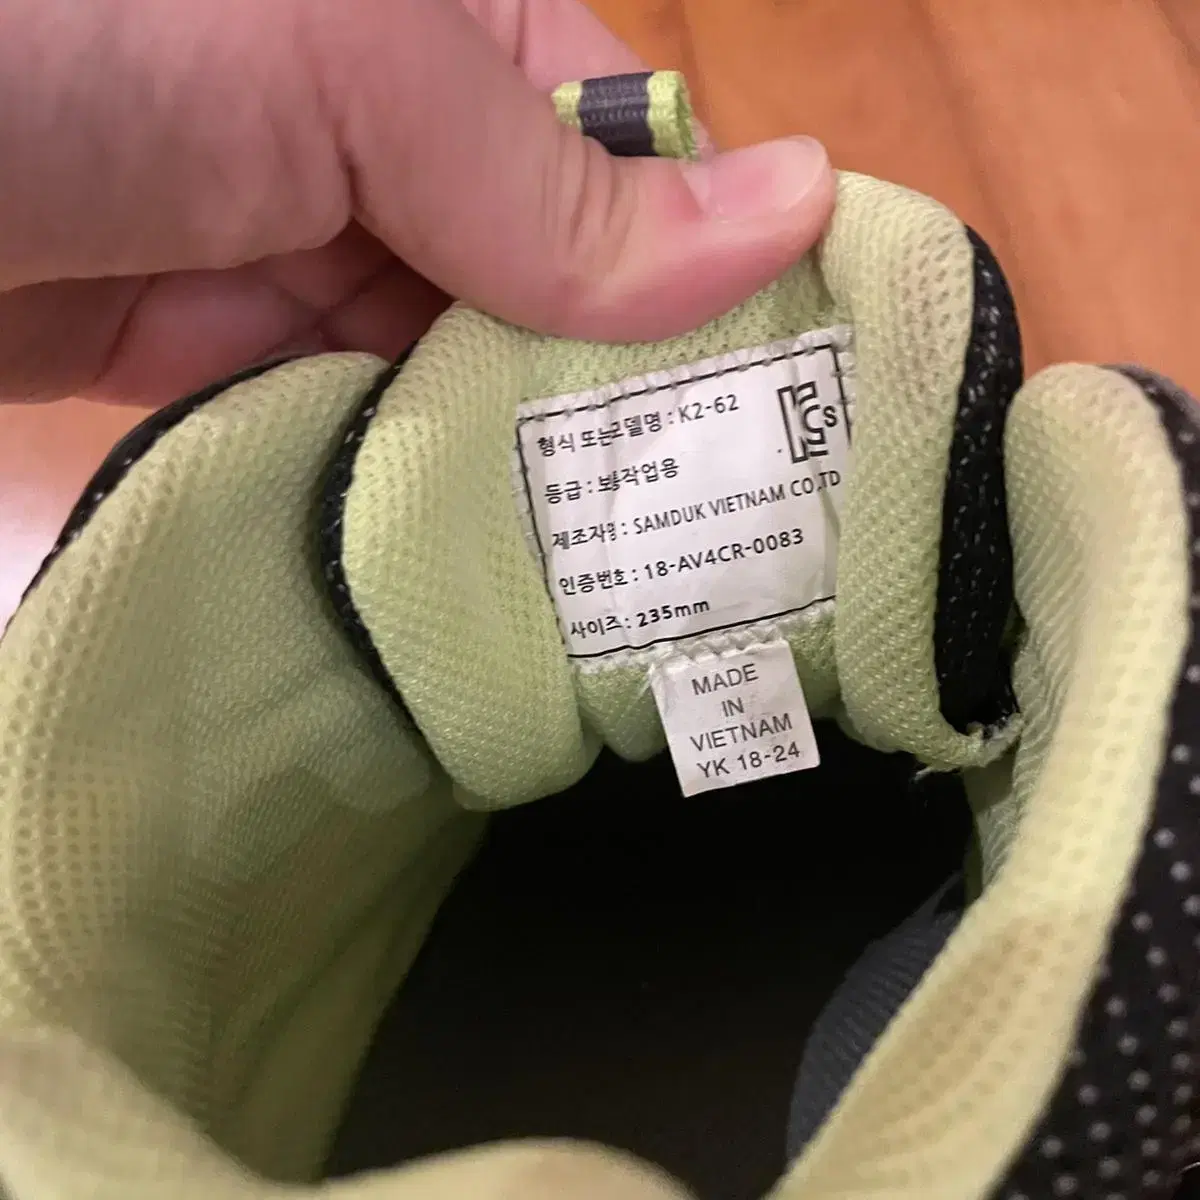 형식 또는모델명 : K2-62
등급 : 보통작업용
제조자명 : SAMDUK VIETNAM CO.,TD
인증번호 : 18-AV4CR-0083
사이즈 : 235mm
S
MADE
IN
VIETNAM
YK 18-24